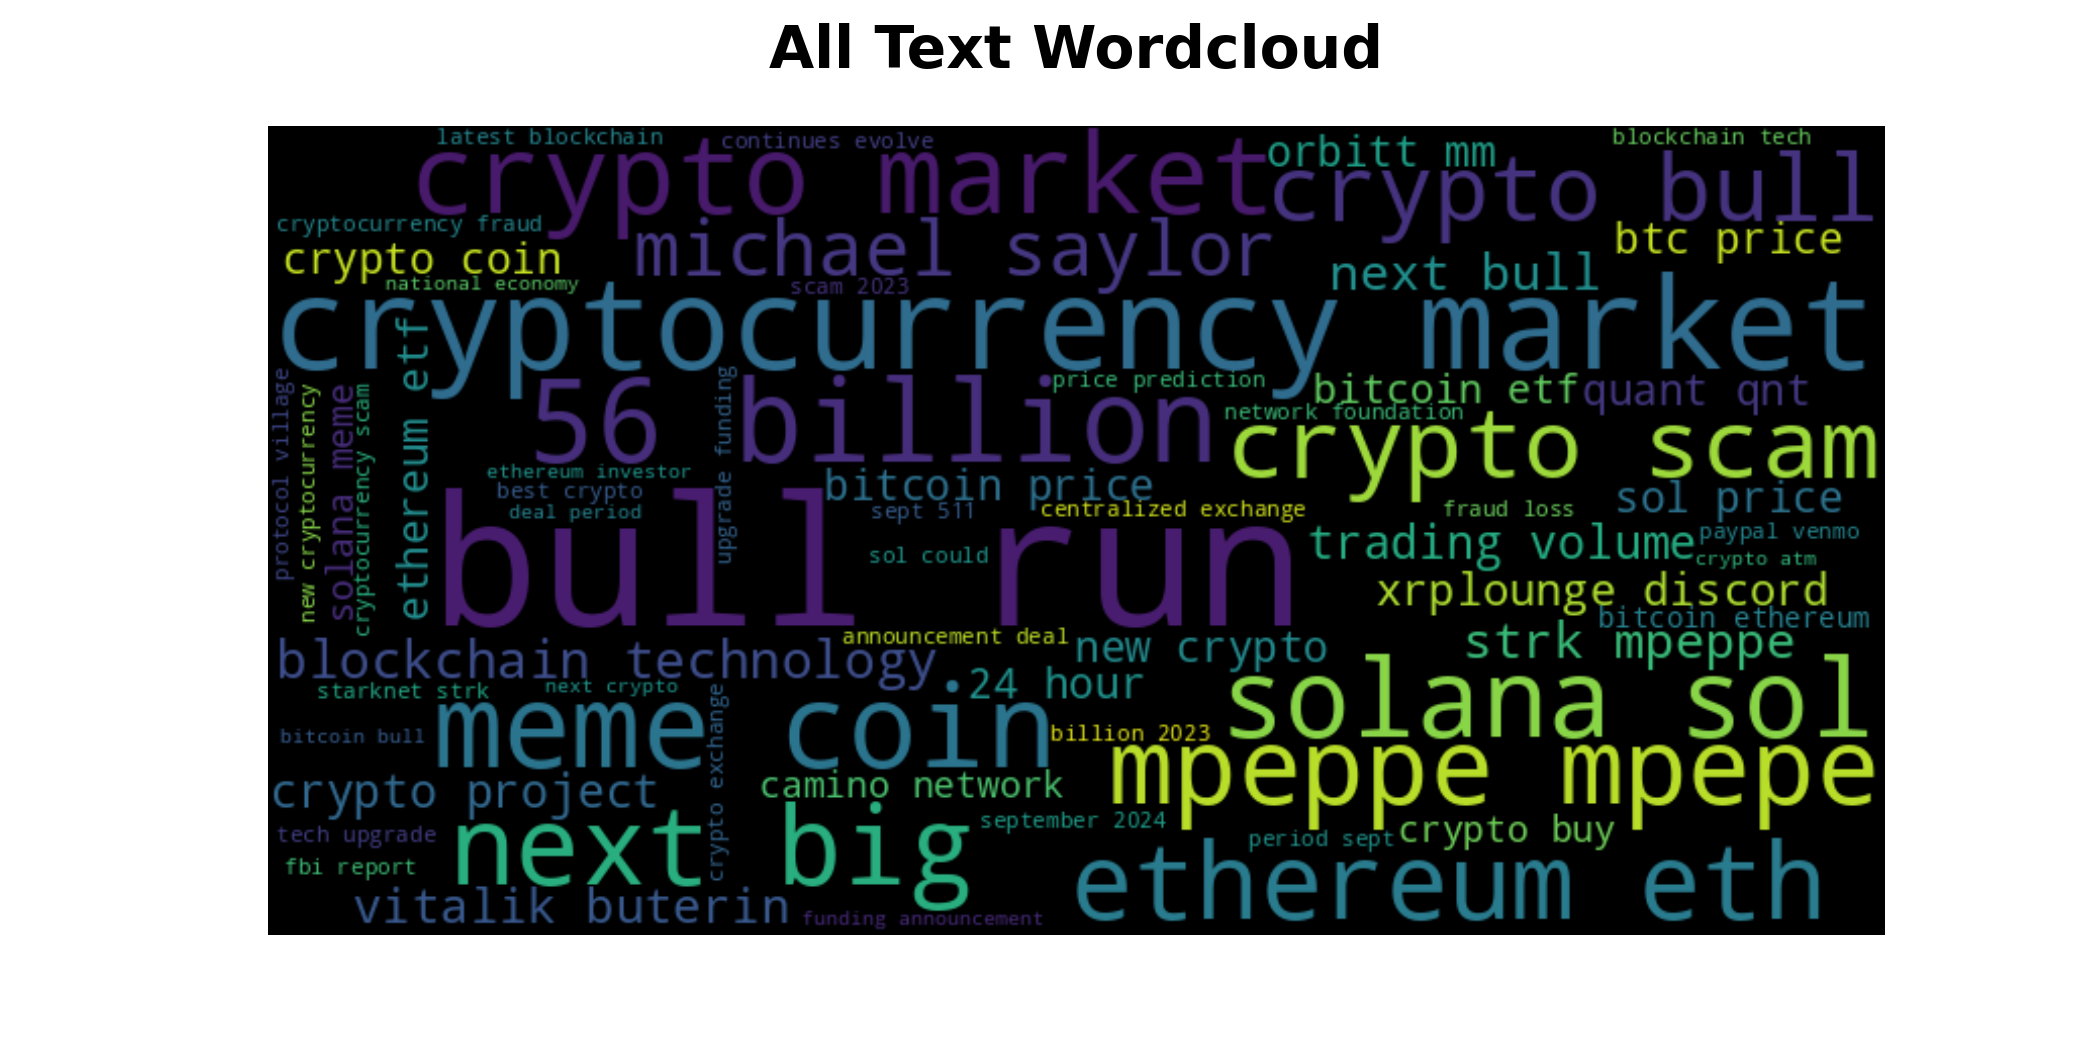 All Text Wordcloud
latest blockchain
continues evolve
blockchain tech
crypto market
orbitt mm
crypto bull
cryptocurrency fraud
michael saylor
btc price
crypto coin
next bull
national economy
scam 2023
cryptocurrency market
ethereum etf
protocol village
new cryptocurrency
solana meme
cryptocurrency scam
56 billion
upgrade funding
price prediction
bitcoin etf
quant qnt
network foundation
crypto scam
ethereum investor
best crypto
deal period
bitcoin price
sept 511
centralized exchange
fraud loss
sol price
bull run
sol could
trading volume
paypal venmo
crypto atm
xrplounge discord
bitcoin ethereum
announcement deal
blockchain technology
new crypto
strk mpeppe
starknet strk
next crypto
24 hour
solana sol
bitcoin bull
meme coin
crypto exchange
billion 2023
mpeppe mpepe
crypto project
camino network
tech upgrade
next big
september 2024
period sept
crypto buy
fbi report
ethereum eth
vitalik buterin
funding announcement